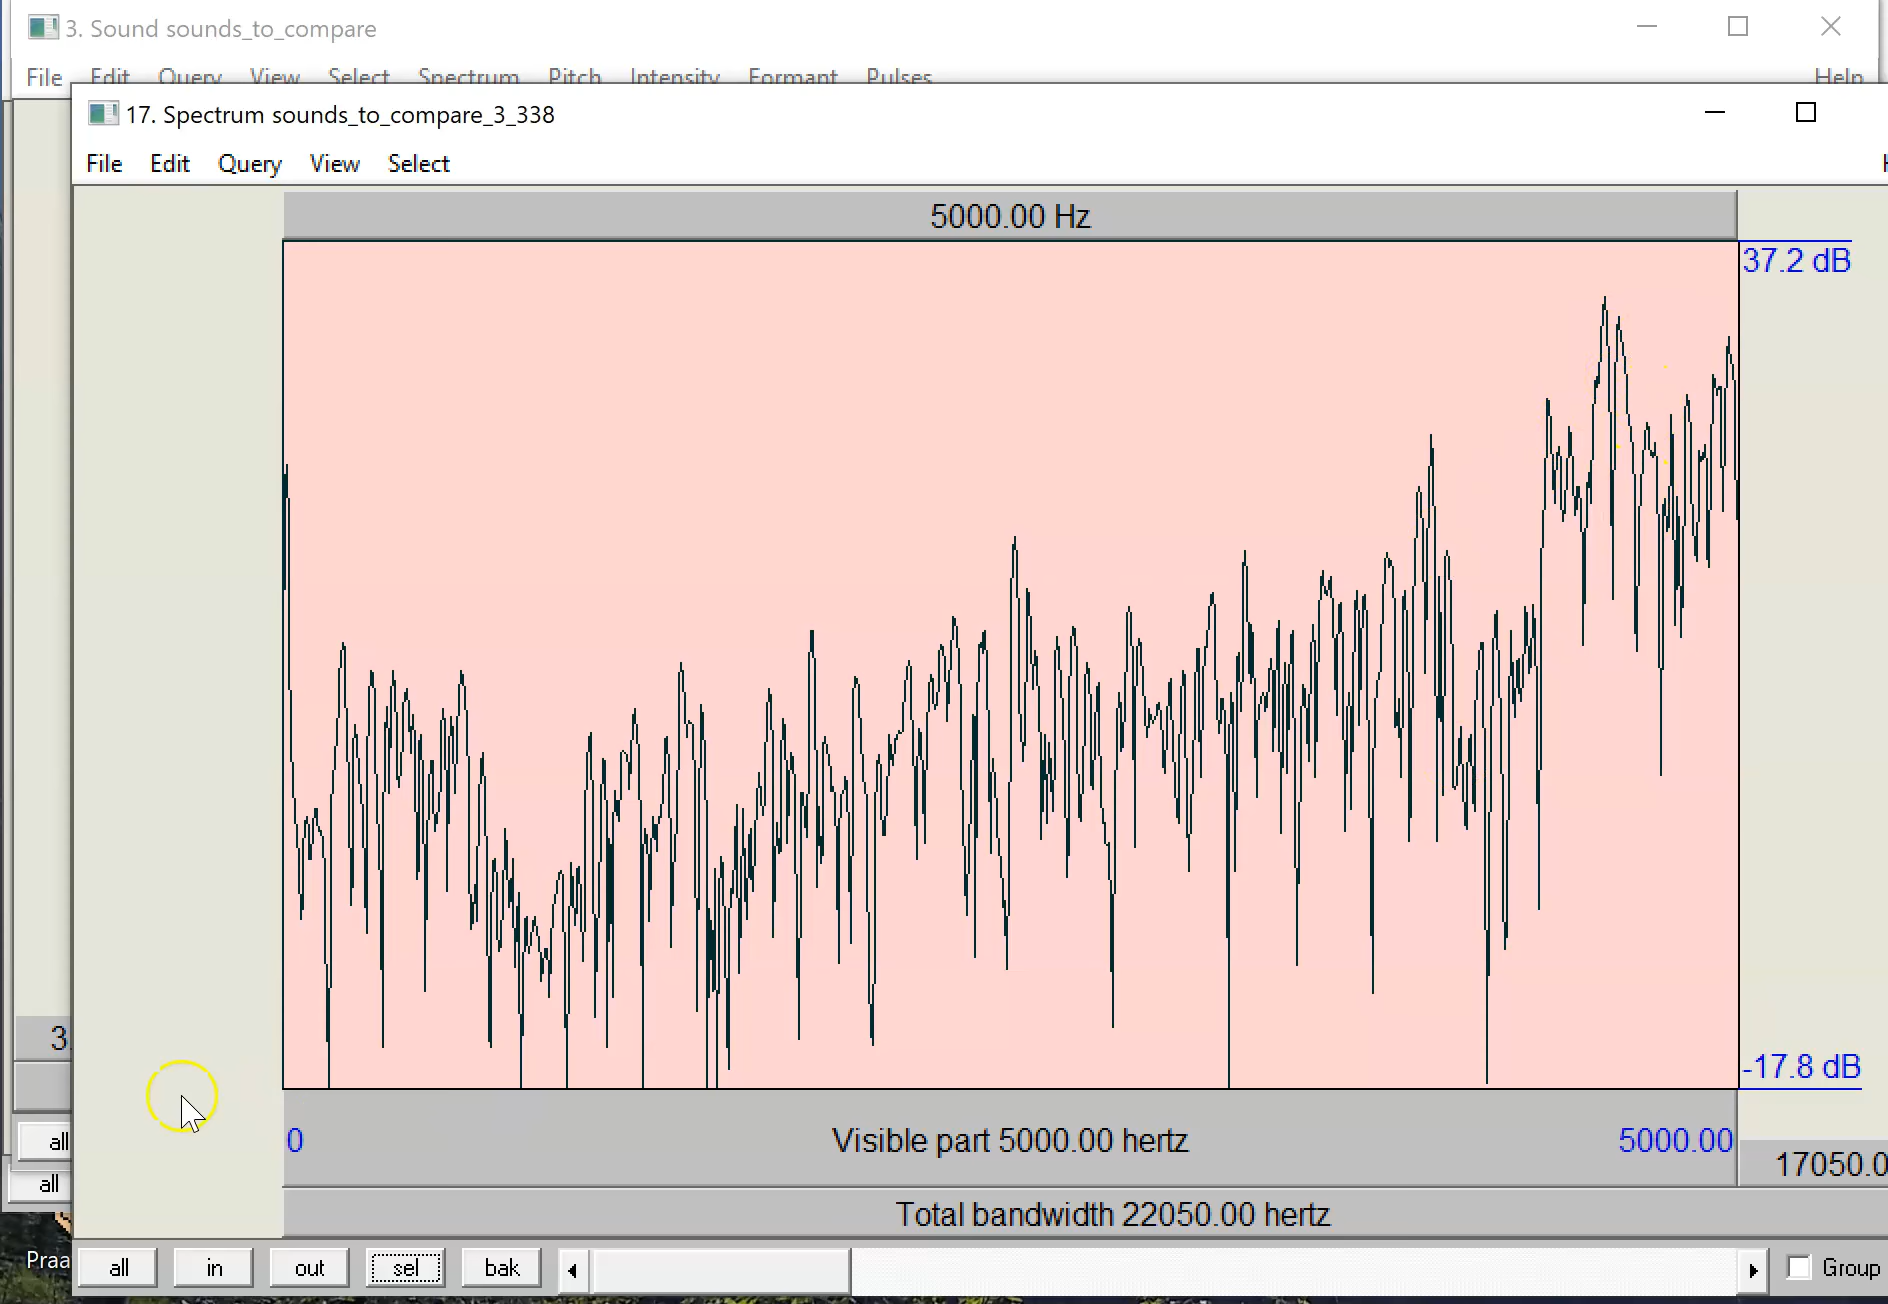 3. Sound sounds_to_compare
File Edit Query View Select Spectrum Pitch Intensity Formant Pulses Help
17. Spectrum sounds_to_compare_3_338
File Edit Query View Select
5000.00 Hz
37.2 dB
-17.8 dB
0 Visible part 5000.00 hertz 5000.00
17050.0
Total bandwidth 22050.00 hertz
3.
all
all
Praa
all in out sel bak Group